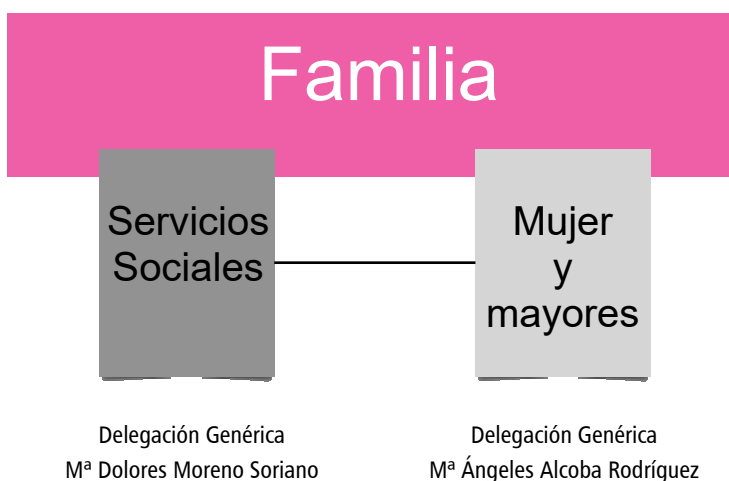 Familia
Servicios
Sociales
Mujer
y
mayores
Delegación Genérica
Mª Dolores Moreno Soriano
Delegación Genérica
Mª Ángeles Alcoba Rodríguez